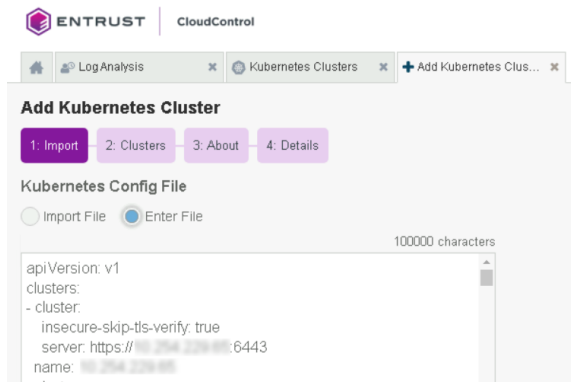 ENTRUST CloudControl
Log Analysis Kubernetes Clusters Add Kubernetes Clus...
Add Kubernetes Cluster
1: Import 2: Clusters 3: About 4: Details
Kubernetes Config File
Import File Enter File
100000 characters
apiVersion: v1
clusters:
- cluster:
insecure-skip-tls-verify: true
server: https:// :6443
name: